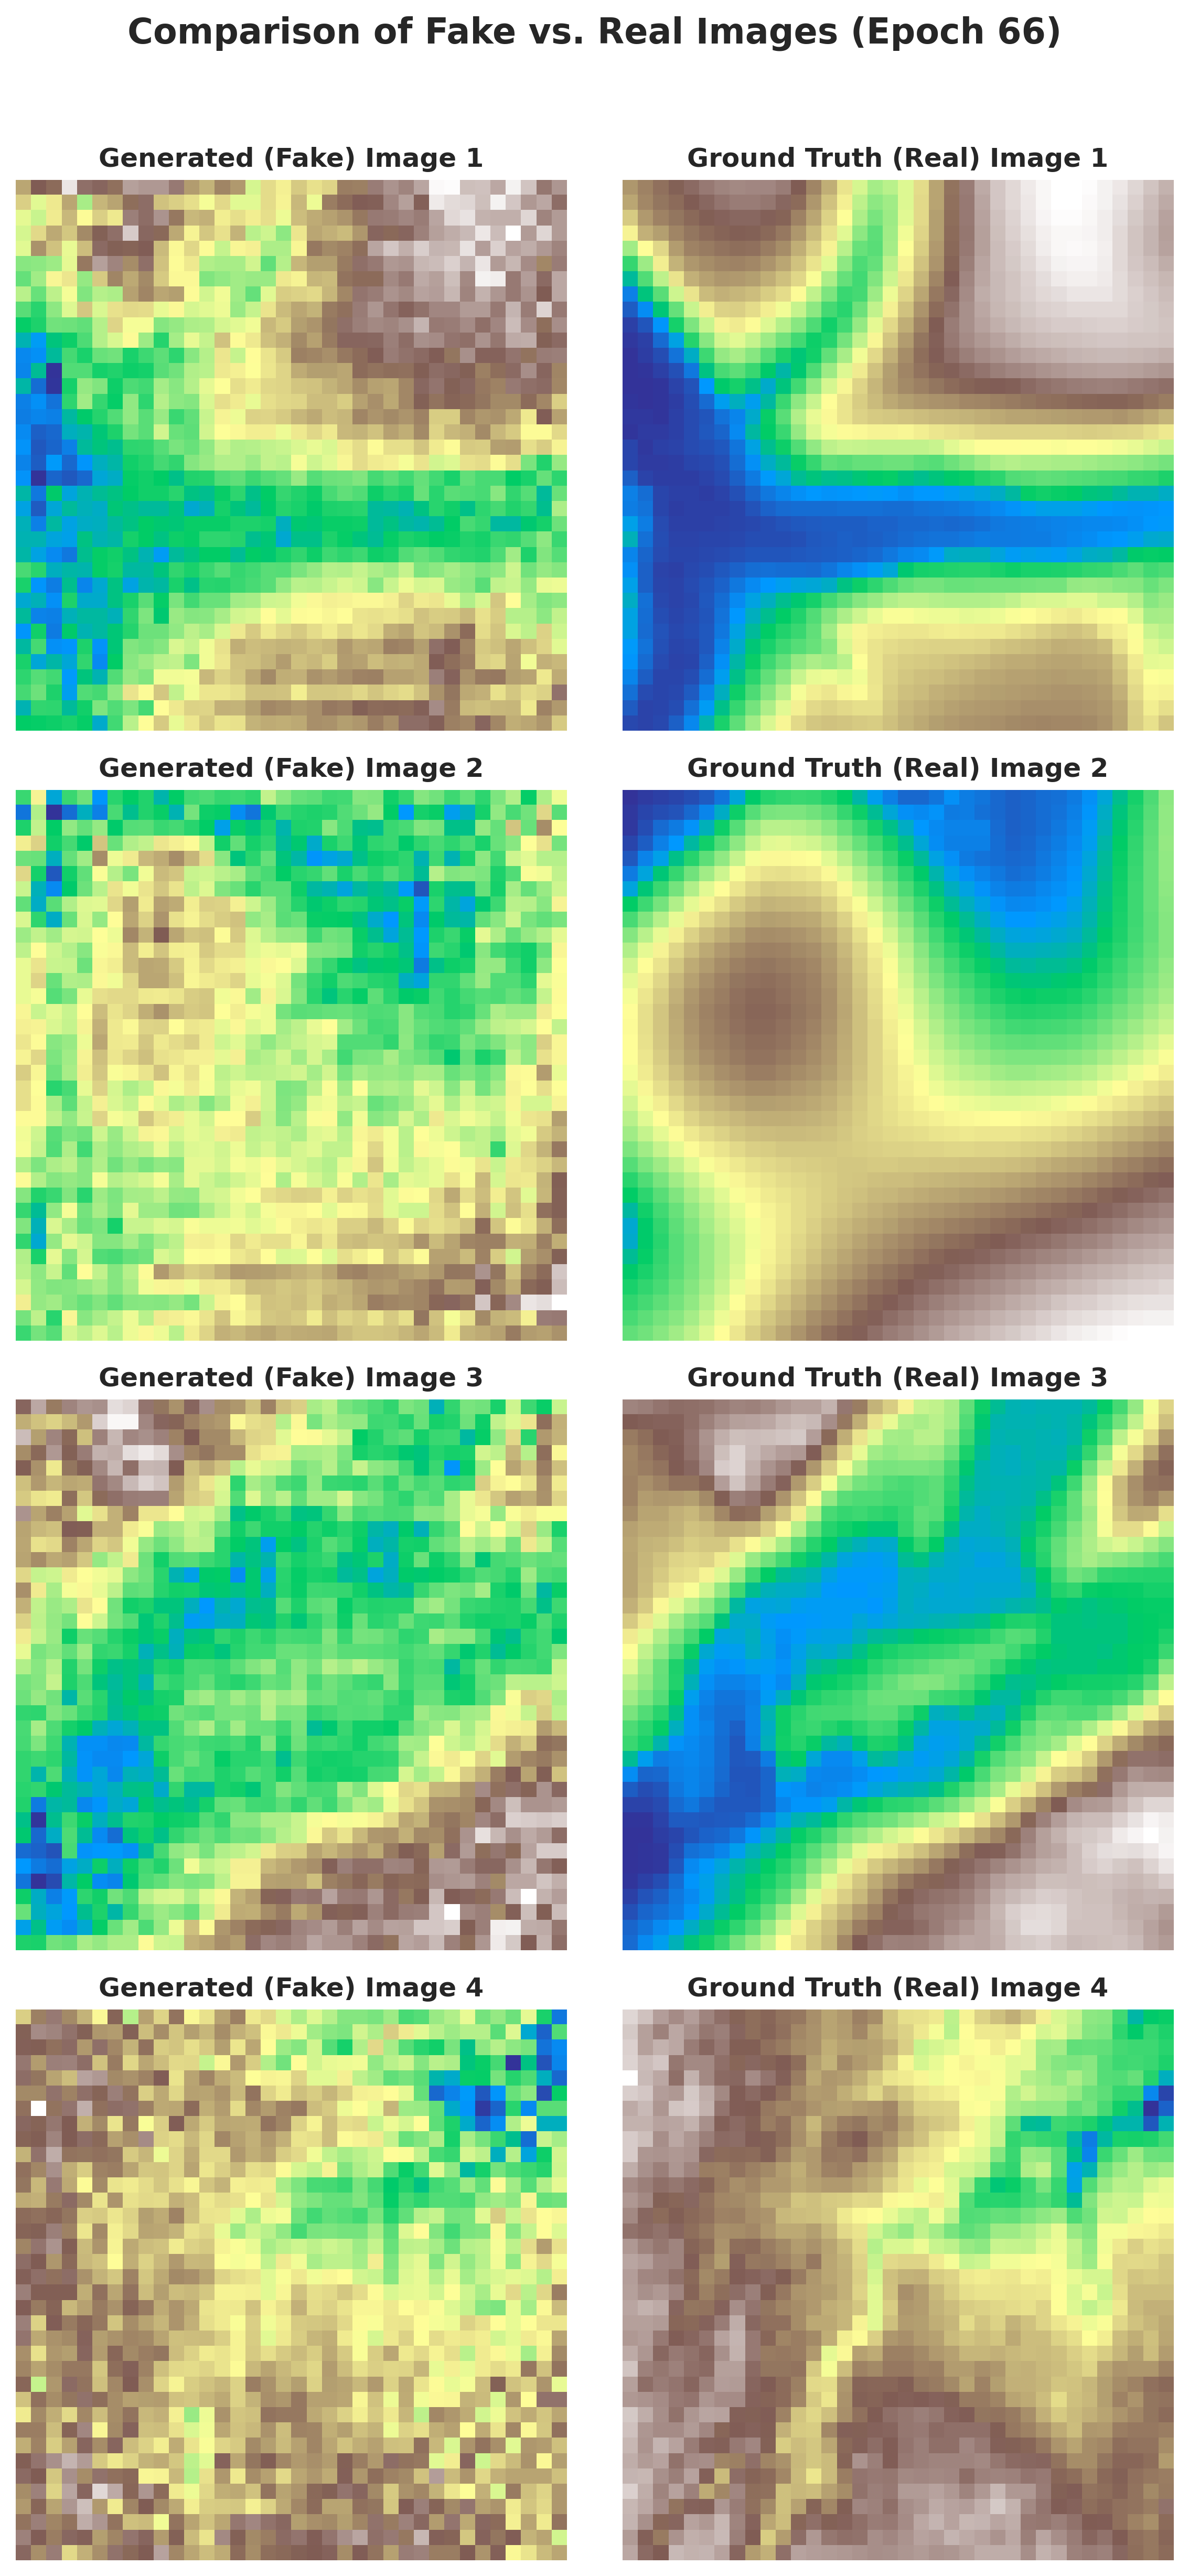 Comparison of Fake vs. Real Images (Epoch 66)
Generated (Fake) Image 1
Ground Truth (Real) Image 1
Generated (Fake) Image 2
Ground Truth (Real) Image 2
Generated (Fake) Image 3
Ground Truth (Real) Image 3
Generated (Fake) Image 4
Ground Truth (Real) Image 4